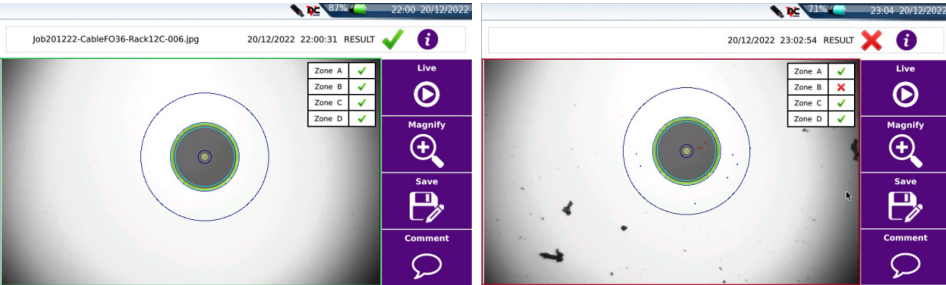 DC 87% 22:00 20/12/2022
Job201222-CableFO36-Rack12C-006.jpg 20/12/2022 22:00:31 RESULT i
Zone A
Zone B
Zone C
Zone D
Live
Magnify
Save
Comment
DC 71% 23:04 20/12/2022
20/12/2022 23:02:54 RESULT i
Zone A
Zone B
Zone C
Zone D
Live
Magnify
Save
Comment